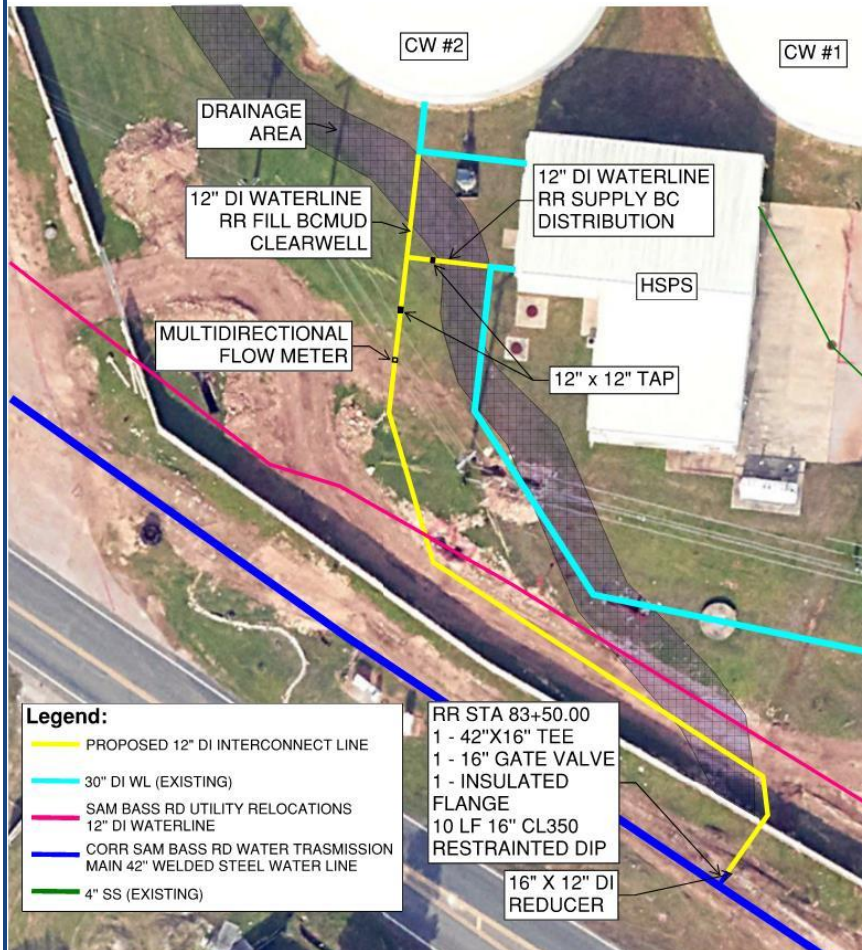 CW #2
CW #1
DRAINAGE
AREA
12" DI WATERLINE
RR FILL BCMUD
CLEARWELL
12" DI WATERLINE
RR SUPPLY BC
DISTRIBUTION
HSPS
MULTIDIRECTIONAL
FLOW METER
12" x 12" TAP
RR STA 83+50.00
1 - 42"X16" TEE
1 - 16" GATE VALVE
1 - INSULATED
FLANGE
10 LF 16" CL350
RESTRAINTED DIP
16" X 12" DI
REDUCER
Legend:
PROPOSED 12" DI INTERCONNECT LINE
30" DI WL (EXISTING)
SAM BASS RD UTILITY RELOCATIONS
12" DI WATERLINE
CORR SAM BASS RD WATER TRASMISSION
MAIN 42" WELDED STEEL WATER LINE
4" SS (EXISTING)